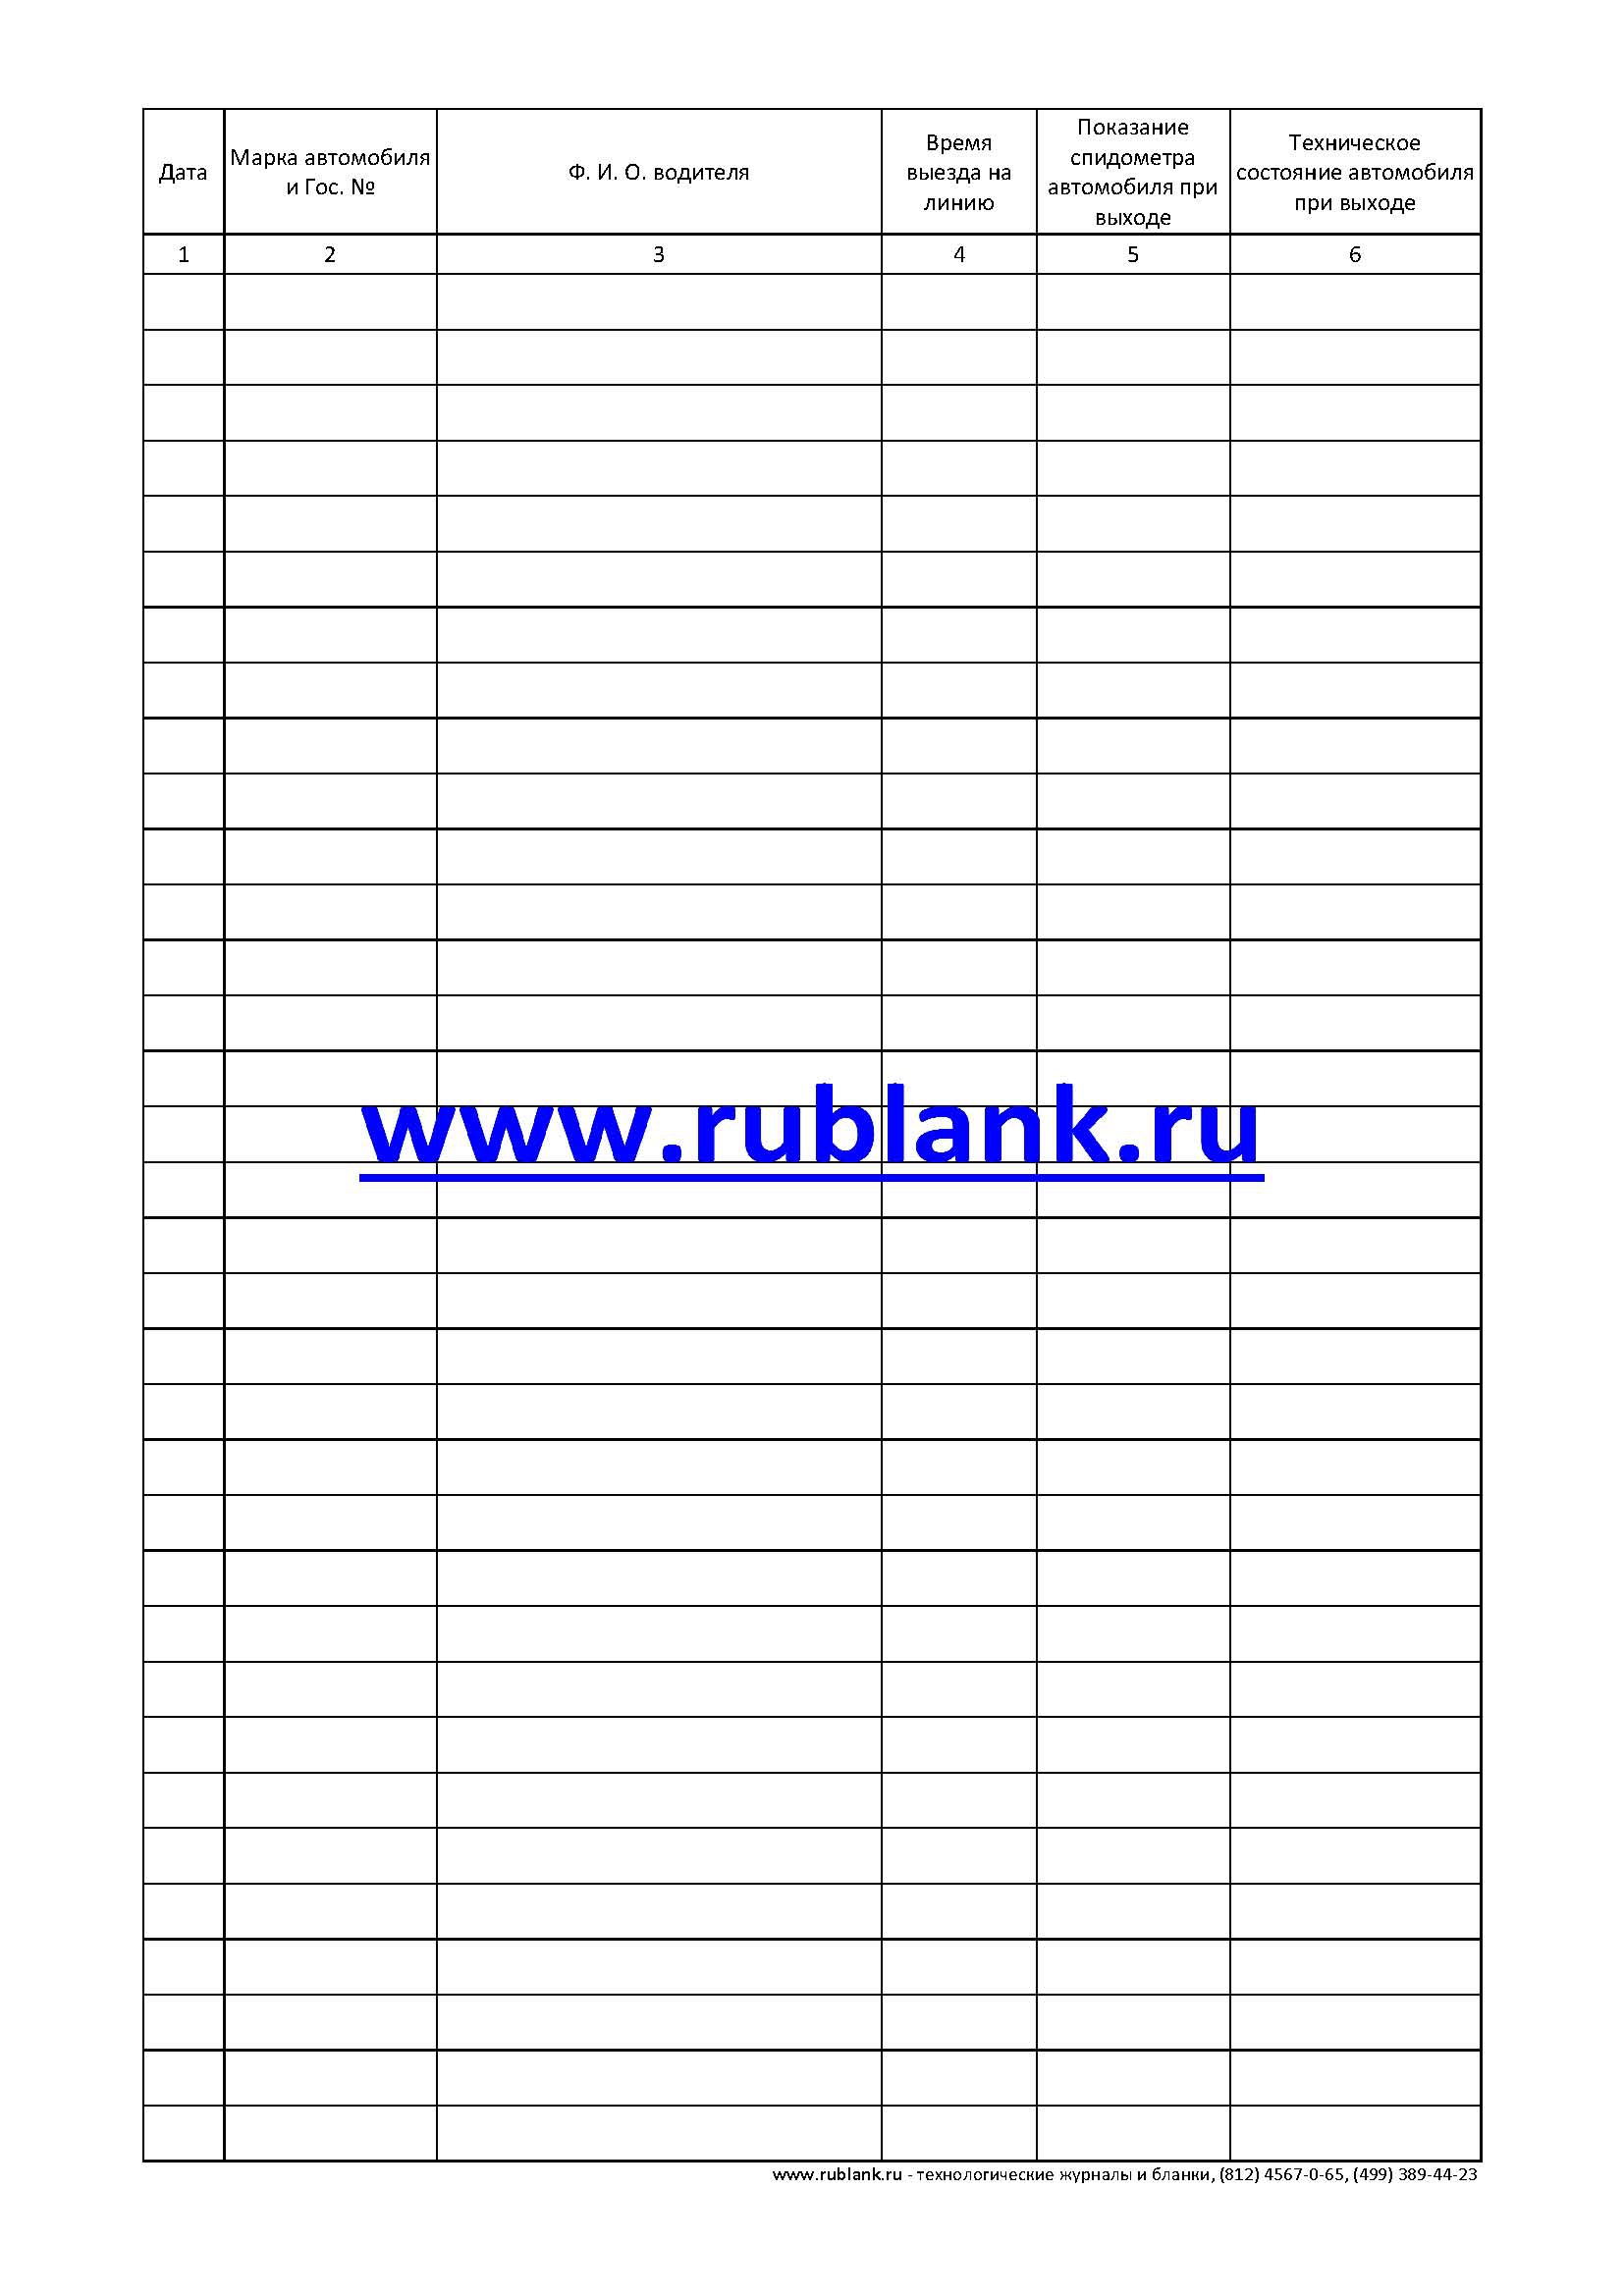 Дата
Марка автомобиля
и Гос. №
Ф. И. О. водителя
Время
выезда на
линию
Показание
спидометра
автомобиля при
выходе
Техническое
состояние автомобиля
при выходе
1 2 3 4 5 6
www.rublank.ru
www.rublank.ru - технологические журналы и бланки, (812) 4567-0-65, (499) 389-44-23